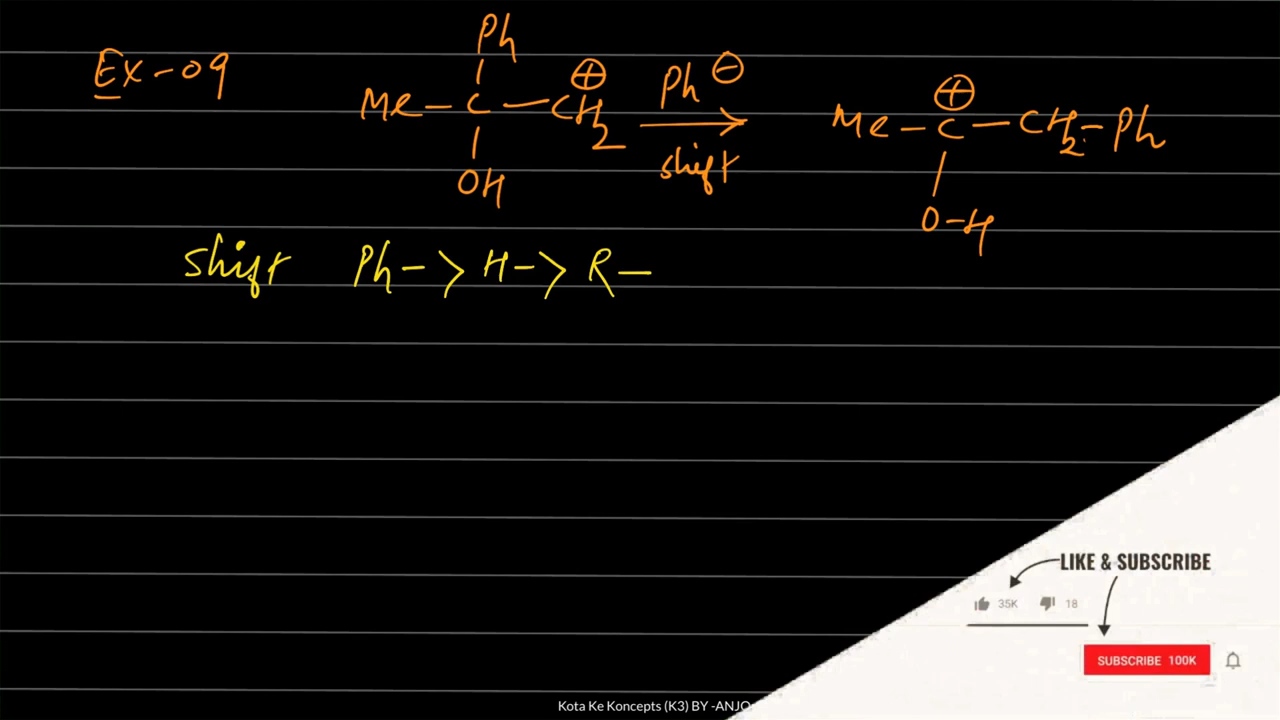 Ex-09
Ph
Me - C - CH2 ⊕ Ph ⊖ shift → Me - C ⊕ - CH2 - Ph
OH
O-H
shift Ph- > H- > R-
LIKE & SUBSCRIBE
35K 18
SUBSCRIBE 100K
Kota Ke Koncepts (K3) BY -ANJO